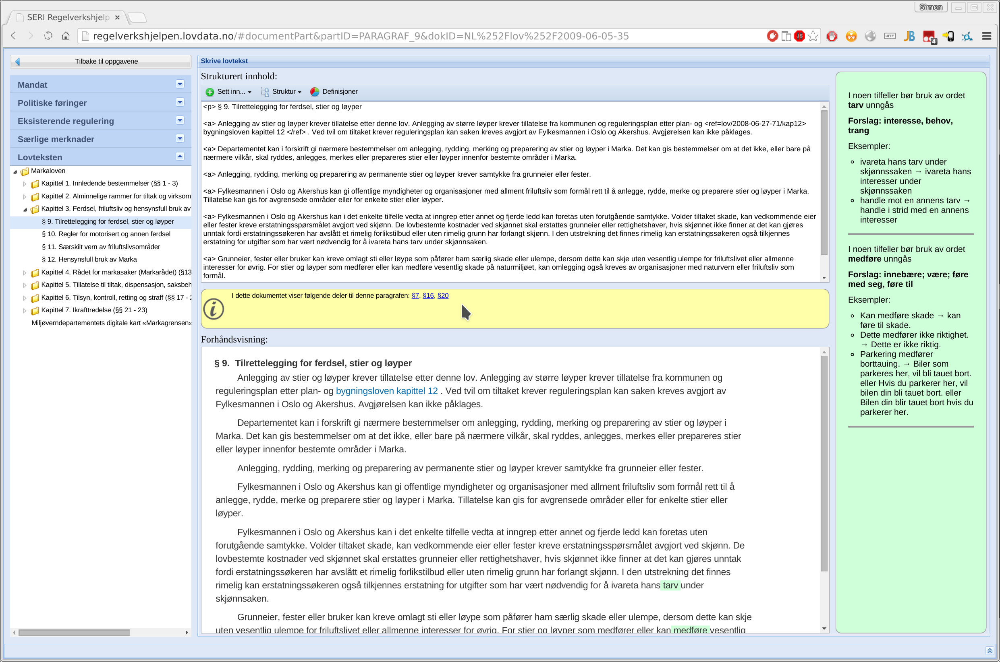 Simon
SERI Regelverkshjelp
regelverkshjelpen.lovdata.no/#documentPart&partID=PARAGRAF_9&dokID=NL%252Flov%252F2009-06-05-35
JS
WTF
JB
4
Tilbake til oppgavene
Mandat
Politiske føringer
Eksisterende regulering
Særlige merknader
Lovteksten
Markaloven
Kapittel 1. Innledende bestemmelser (§§ 1 - 3)
Kapittel 2. Alminnelige rammer for tiltak og virksom
Kapittel 3. Ferdsel, friluftsliv og hensynsfull bruk av
§ 9. Tilrettelegging for ferdsel, stier og løyper
§ 10. Regler for motorisert og annen ferdsel
§ 11. Særskilt vern av friluftslivsområder
§ 12. Hensynsfull bruk av Marka
Kapittel 4. Rådet for markasaker (Markarådet) (§13
Kapittel 5. Tillatelse til tiltak, dispensasjon, saksbeh
Kapittel 6. Tilsyn, kontroll, retting og straff (§§ 17 - 2
Kapittel 7. Ikrafttredelse (§§ 21 - 23)
Miljøverndepartementets digitale kart «Markagrensen»
Skrive lovtekst
Strukturert innhold:
Sett inn... Struktur Definisjoner
<p> § 9. Tilrettelegging for ferdsel, stier og løyper
<a> Anlegging av stier og løyper krever tillatelse etter denne lov. Anlegging av større løyper krever tillatelse fra kommunen og reguleringsplan etter plan- og <ref=lov/2008-06-27-71/kap12>
bygningsloven kapittel 12 </ref> . Ved tvil om tiltaket krever reguleringsplan kan saken kreves avgjort av Fylkesmannen i Oslo og Akershus. Avgjørelsen kan ikke påklages.
<a> Departementet kan i forskrift gi nærmere bestemmelser om anlegging, rydding, merking og preparering av stier og løyper i Marka. Det kan gis bestemmelser om at det ikke, eller bare på
nærmere vilkår, skal ryddes, anlegges, merkes eller prepareres stier eller løyper innenfor bestemte områder i Marka.
<a> Anlegging, rydding, merking og preparering av permanente stier og løyper krever samtykke fra grunneier eller fester.
<a> Fylkesmannen i Oslo og Akershus kan gi offentlige myndigheter og organisasjoner med allment friluftsliv som formål rett til å anlegge, rydde, merke og preparere stier og løyper i Marka.
Tillatelse kan gis for avgrensede områder eller for enkelte stier eller løyper.
<a> Fylkesmannen i Oslo og Akershus kan i det enkelte tilfelle vedta at inngrep etter annet og fjerde ledd kan foretas uten forutgående samtykke. Volder tiltaket skade, kan vedkommende eier
eller fester kreve erstatningsspørsmålet avgjort ved skjønn. De lovbestemte kostnader ved skjønnet skal erstattes grunneier eller rettighetshaver, hvis skjønnet ikke finner at det kan gjøres
unntak fordi erstatningssøkeren har avslått et rimelig forlikstilbud eller uten rimelig grunn har forlangt skjønn. I den utstrekning det finnes rimelig kan erstatningssøkeren også tilkjennes
erstatning for utgifter som har vært nødvendig for å ivareta hans tarv under skjønnsaken.
<a> Grunneier, fester eller bruker kan kreve omlagt sti eller løype som påfører ham særlig skade eller ulempe, dersom dette kan skje uten vesentlig ulempe for friluftslivet eller allmenne
interesser for øvrig. For stier og løyper som medfører eller kan medføre vesentlig skade på naturmiljøet, kan omlegging også kreves av organisasjoner med naturvern eller friluftsliv som
formål.
I dette dokumentet viser følgende deler til denne paragrafen: §7, §16, §20
Forhåndsvisning:
§ 9. Tilrettelegging for ferdsel, stier og løyper
Anlegging av stier og løyper krever tillatelse etter denne lov. Anlegging av større løyper krever tillatelse fra kommunen og
reguleringsplan etter plan- og bygningsloven kapittel 12 . Ved tvil om tiltaket krever reguleringsplan kan saken kreves avgjort av
Fylkesmannen i Oslo og Akershus. Avgjørelsen kan ikke påklages.
Departementet kan i forskrift gi nærmere bestemmelser om anlegging, rydding, merking og preparering av stier og løyper i
Marka. Det kan gis bestemmelser om at det ikke, eller bare på nærmere vilkår, skal ryddes, anlegges, merkes eller prepareres stier
eller løyper innenfor bestemte områder i Marka.
Anlegging, rydding, merking og preparering av permanente stier og løyper krever samtykke fra grunneier eller fester.
Fylkesmannen i Oslo og Akershus kan gi offentlige myndigheter og organisasjoner med allment friluftsliv som formål rett til å
anlegge, rydde, merke og preparere stier og løyper i Marka. Tillatelse kan gis for avgrensede områder eller for enkelte stier eller
løyper.
Fylkesmannen i Oslo og Akershus kan i det enkelte tilfelle vedta at inngrep etter annet og fjerde ledd kan foretas uten
forutgående samtykke. Volder tiltaket skade, kan vedkommende eier eller fester kreve erstatningsspørsmålet avgjort ved skjønn. De
lovbestemte kostnader ved skjønnet skal erstattes grunneier eller rettighetshaver, hvis skjønnet ikke finner at det kan gjøres unntak
fordi erstatningssøkeren har avslått et rimelig forlikstilbud eller uten rimelig grunn har forlangt skjønn. I den utstrekning det finnes
rimelig kan erstatningssøkeren også tilkjennes erstatning for utgifter som har vært nødvendig for å ivareta hans tarv under
skjønnsaken.
Grunneier, fester eller bruker kan kreve omlagt sti eller løype som påfører ham særlig skade eller ulempe, dersom dette kan skje
uten vesentlig ulempe for friluftslivet eller allmenne interesser for øvrig. For stier og løyper som medfører eller kan medføre vesentlig
I noen tilfeller bør bruk av ordet
tarv unngås
Forslag: interesse, behov,
trang
Eksempler:
ivareta hans tarv under
skjønnssaken → ivareta hans
interesser under
skjønnssaken
handle mot en annens tarv →
handle i strid med en annens
interesser
I noen tilfeller bør bruk av ordet
medføre unngås
Forslag: innebære; være; føre
med seg, føre til
Eksempler:
Kan medføre skade → kan
føre til skade.
Dette medfører ikke riktighet.
→ Dette er ikke riktig.
Parkering medfører
borttauing. → Biler som
parkeres her, vil bli tauet bort.
eller Hvis du parkerer her, vil
bilen din bli tauet bort. eller
Bilen din blir tauet bort hvis du
parkerer her.